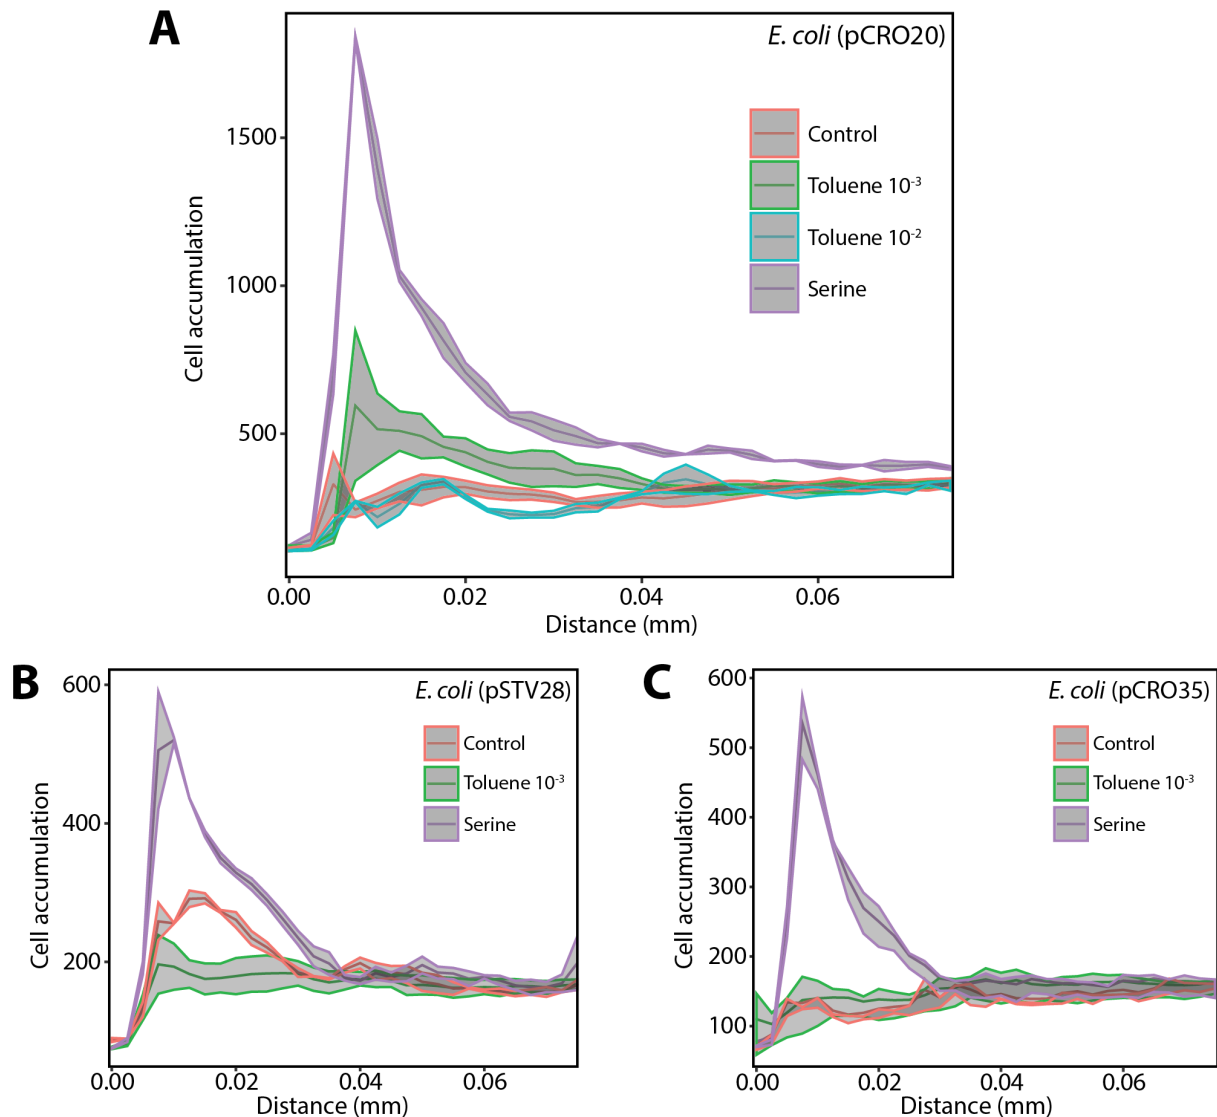 A
E. coli (pCRO20)
Control
Toluene 10⁻³
Toluene 10⁻²
Serine
1500
1000
500
Cell accumulation
0.00 0.02 0.04 0.06
Distance (mm)
B
E. coli (pSTV28)
Control
Toluene 10⁻³
Serine
600
400
200
Cell accumulation
0.00 0.02 0.04 0.06
Distance (mm)
C
E. coli (pCRO35)
Control
Toluene 10⁻³
Serine
600
500
400
300
200
100
Cell accumulation
0.00 0.02 0.04 0.06
Distance (mm)